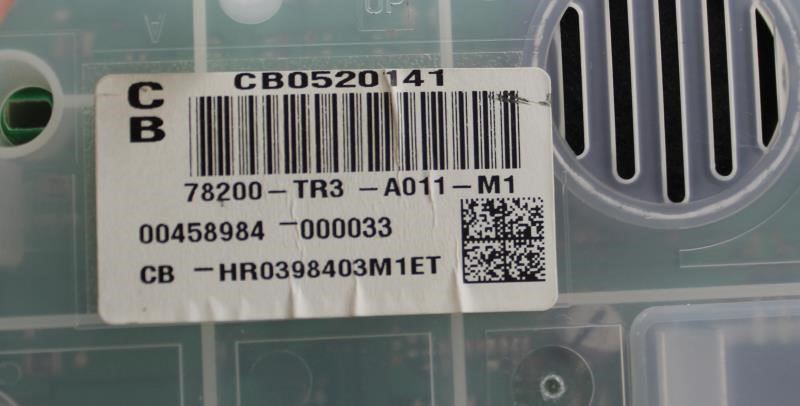 UP
A
CB0520141
C
B
78200-TR3-A011-M1
00458984-000033
CB-HR0398403M1ET